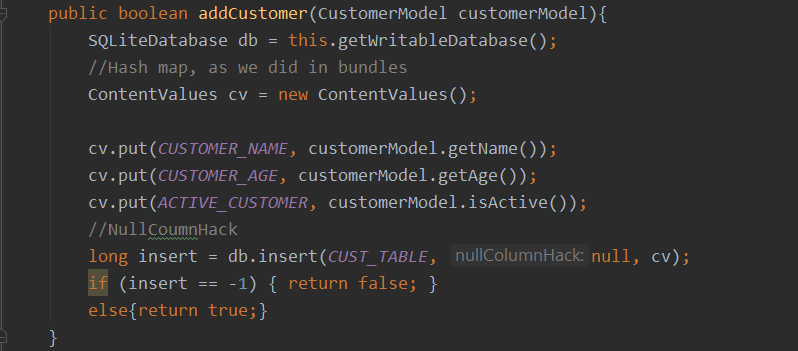 public boolean addCustomer(CustomerModel customerModel){
SQLiteDatabase db = this.getWritableDatabase();
//Hash map, as we did in bundles
ContentValues cv = new ContentValues();
cv.put(CUSTOMER_NAME, customerModel.getName());
cv.put(CUSTOMER_AGE, customerModel.getAge());
cv.put(ACTIVE_CUSTOMER, customerModel.isActive());
//NullCoumnHack
long insert = db.insert(CUST_TABLE, nullColumnHack: null, cv);
if (insert == -1) { return false; }
else{return true;}
}